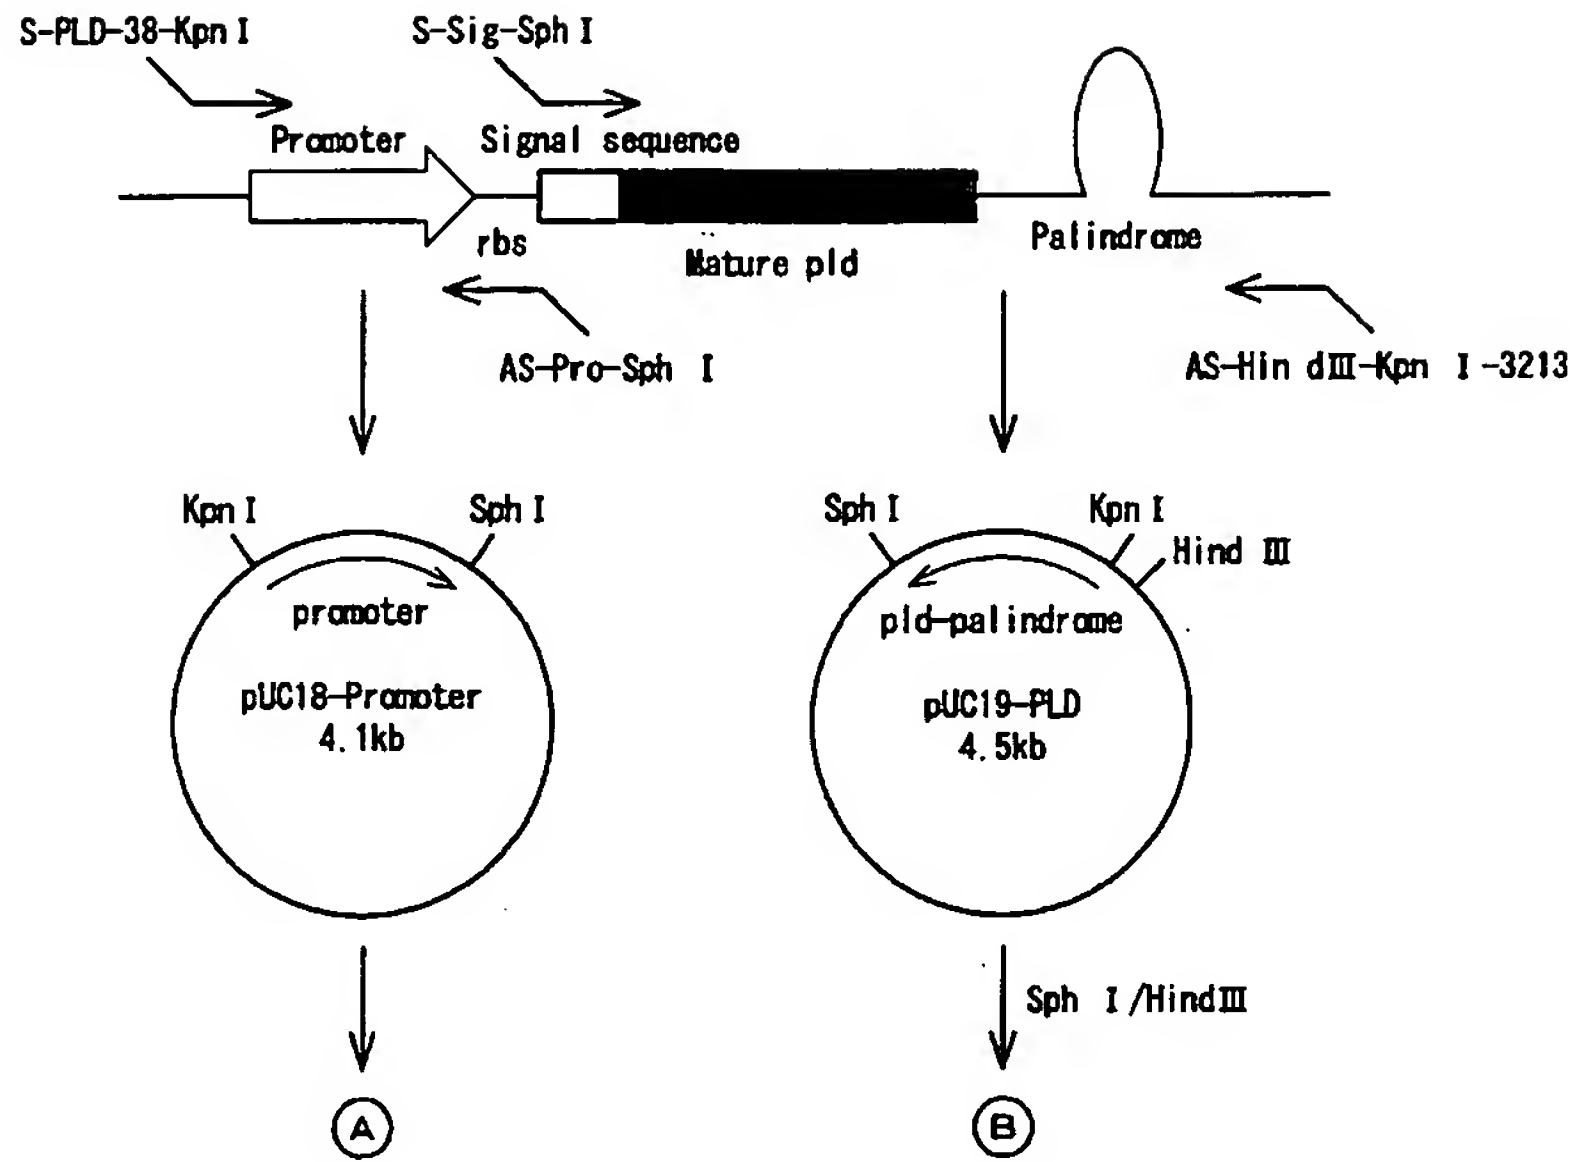 S-PLD-38-Kpn I
S-Sig-Sph I
Promoter
Signal sequence
rbs
Mature pld
Palindrome
AS-Pro-Sph I
AS-Hin dIII-Kpn I -3213
Kpn I
Sph I
promoter
pUC18-Promoter
4.1kb
Sph I
Kpn I
Hind III
pld-palindrome
pUC19-PLD
4.5kb
Sph I /HindIII
A
B